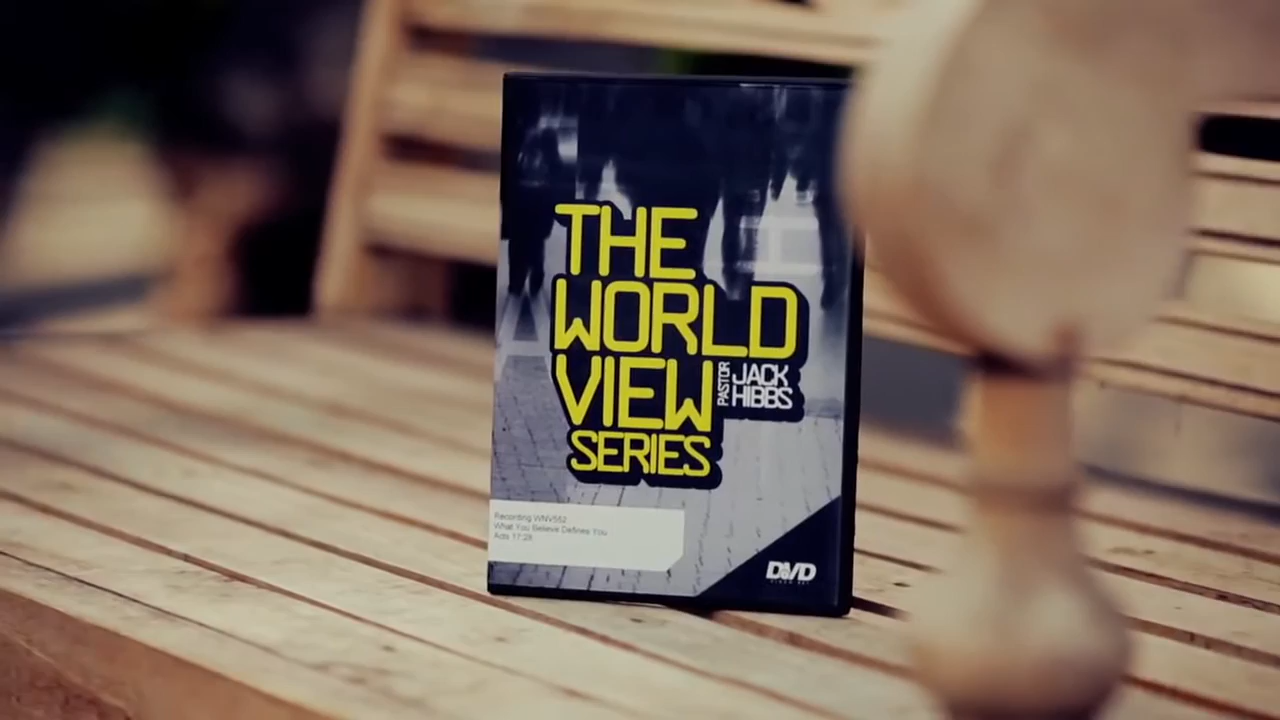 THE
WORLD
VIEW
PASTOR
JACK
HIBBS
SERIES
Recording WNV552
What You Believe Defines You
Acts 17:28
DVD